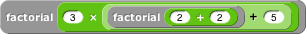 factorial 3 × factorial 2 + 2 + 5